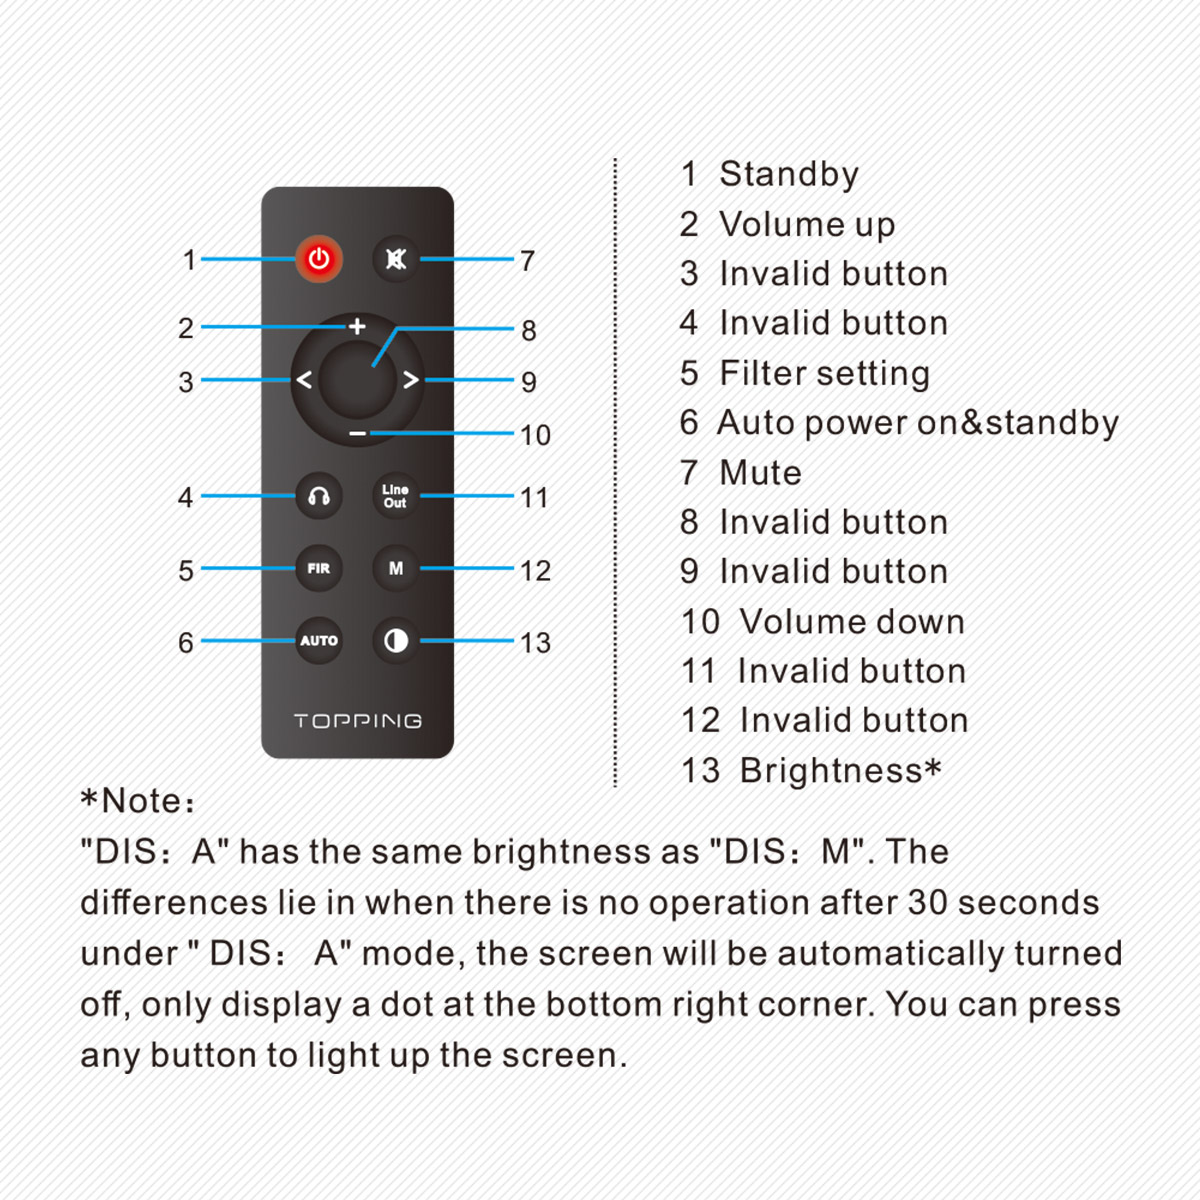 1
2
3
4
5
6
7
8
9
10
11
12
13
Line
Out
FIR
M
AUTO
TOPPING
1 Standby
2 Volume up
3 Invalid button
4 Invalid button
5 Filter setting
6 Auto power on&standby
7 Mute
8 Invalid button
9 Invalid button
10 Volume down
11 Invalid button
12 Invalid button
13 Brightness*
*Note：
"DIS：A" has the same brightness as "DIS：M". The
differences lie in when there is no operation after 30 seconds
under " DIS： A" mode, the screen will be automatically turned
off, only display a dot at the bottom right corner. You can press
any button to light up the screen.